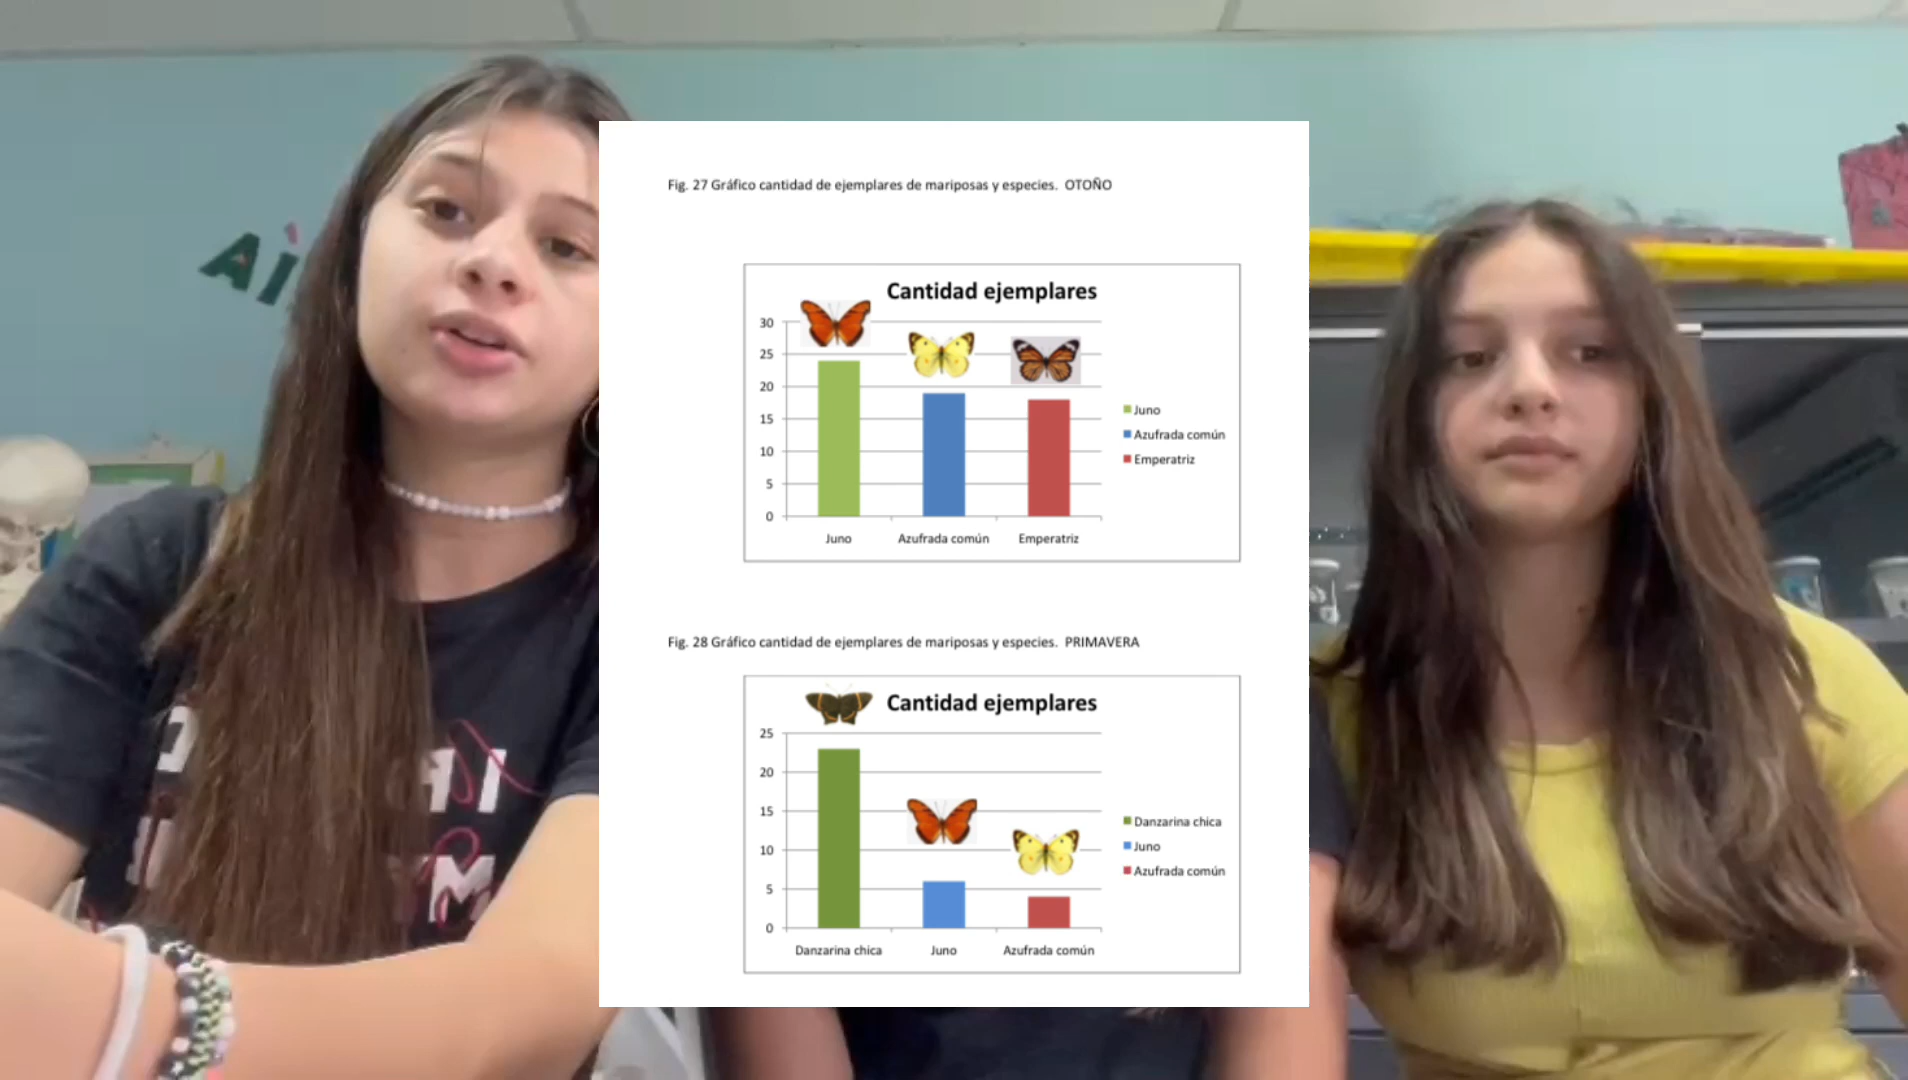 Ai
Fig. 27 Gráfico cantidad de ejemplares de mariposas y especies. OTOÑO
Cantidad ejemplares
30
25
20
15
10
5
0
Juno
Azufrada común
Emperatriz
Juno Azufrada común Emperatriz
Fig. 28 Gráfico cantidad de ejemplares de mariposas y especies. PRIMAVERA
Cantidad ejemplares
25
20
15
10
5
0
Danzarina chica
Juno
Azufrada común
Danzarina chica Juno Azufrada común